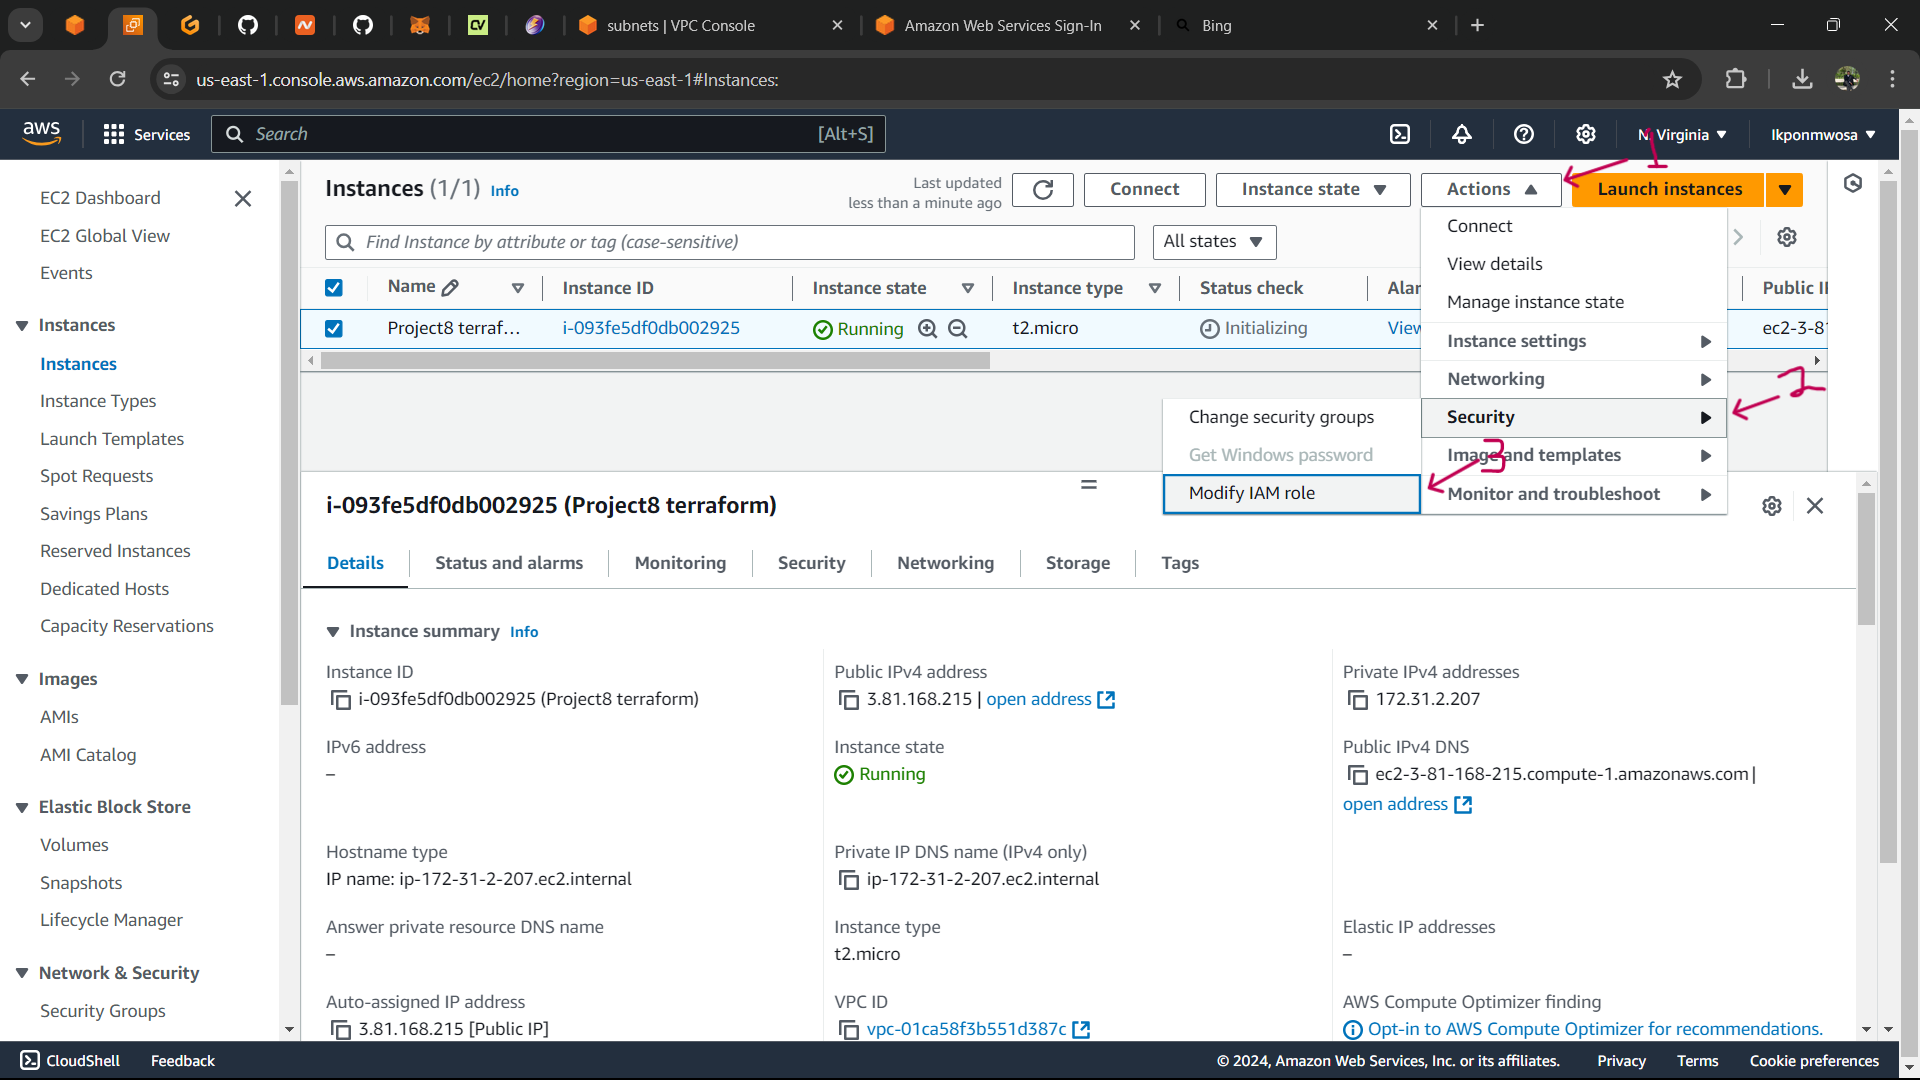 subnets | VPC Console
Amazon Web Services Sign-In
Bing
us-east-1.console.aws.amazon.com/ec2/home?region=us-east-1#Instances:
aws
Services
Search
[Alt+S]
N. Virginia
Ikponmwosa
1
EC2 Dashboard
EC2 Global View
Events
Instances
Instances
Instance Types
Launch Templates
Spot Requests
Savings Plans
Reserved Instances
Dedicated Hosts
Capacity Reservations
Images
AMIs
AMI Catalog
Elastic Block Store
Volumes
Snapshots
Lifecycle Manager
Network & Security
Security Groups
Instances (1/1) Info
Last updated
less than a minute ago
Connect
Instance state
Actions
Launch instances
Find Instance by attribute or tag (case-sensitive)
All states
Name
Instance ID
Instance state
Instance type
Status check
Alar
Public I
Project8 terraf...
i-093fe5df0db002925
Running
t2.micro
Initializing
View
ec2-3-8
Connect
View details
Manage instance state
Instance settings
Networking
Security
2
Image and templates
Monitor and troubleshoot
Change security groups
Get Windows password
Modify IAM role
3
i-093fe5df0db002925 (Project8 terraform)
Details
Status and alarms
Monitoring
Security
Networking
Storage
Tags
Instance summary Info
Instance ID
i-093fe5df0db002925 (Project8 terraform)
Public IPv4 address
3.81.168.215 | open address
Private IPv4 addresses
172.31.2.207
IPv6 address
–
Instance state
Running
Public IPv4 DNS
ec2-3-81-168-215.compute-1.amazonaws.com |
open address
Hostname type
IP name: ip-172-31-2-207.ec2.internal
Private IP DNS name (IPv4 only)
ip-172-31-2-207.ec2.internal
Answer private resource DNS name
–
Instance type
t2.micro
Elastic IP addresses
–
Auto-assigned IP address
3.81.168.215 [Public IP]
VPC ID
vpc-01ca58f3b551d387c
AWS Compute Optimizer finding
Opt-in to AWS Compute Optimizer for recommendations.
CloudShell
Feedback
© 2024, Amazon Web Services, Inc. or its affiliates.
Privacy
Terms
Cookie preferences